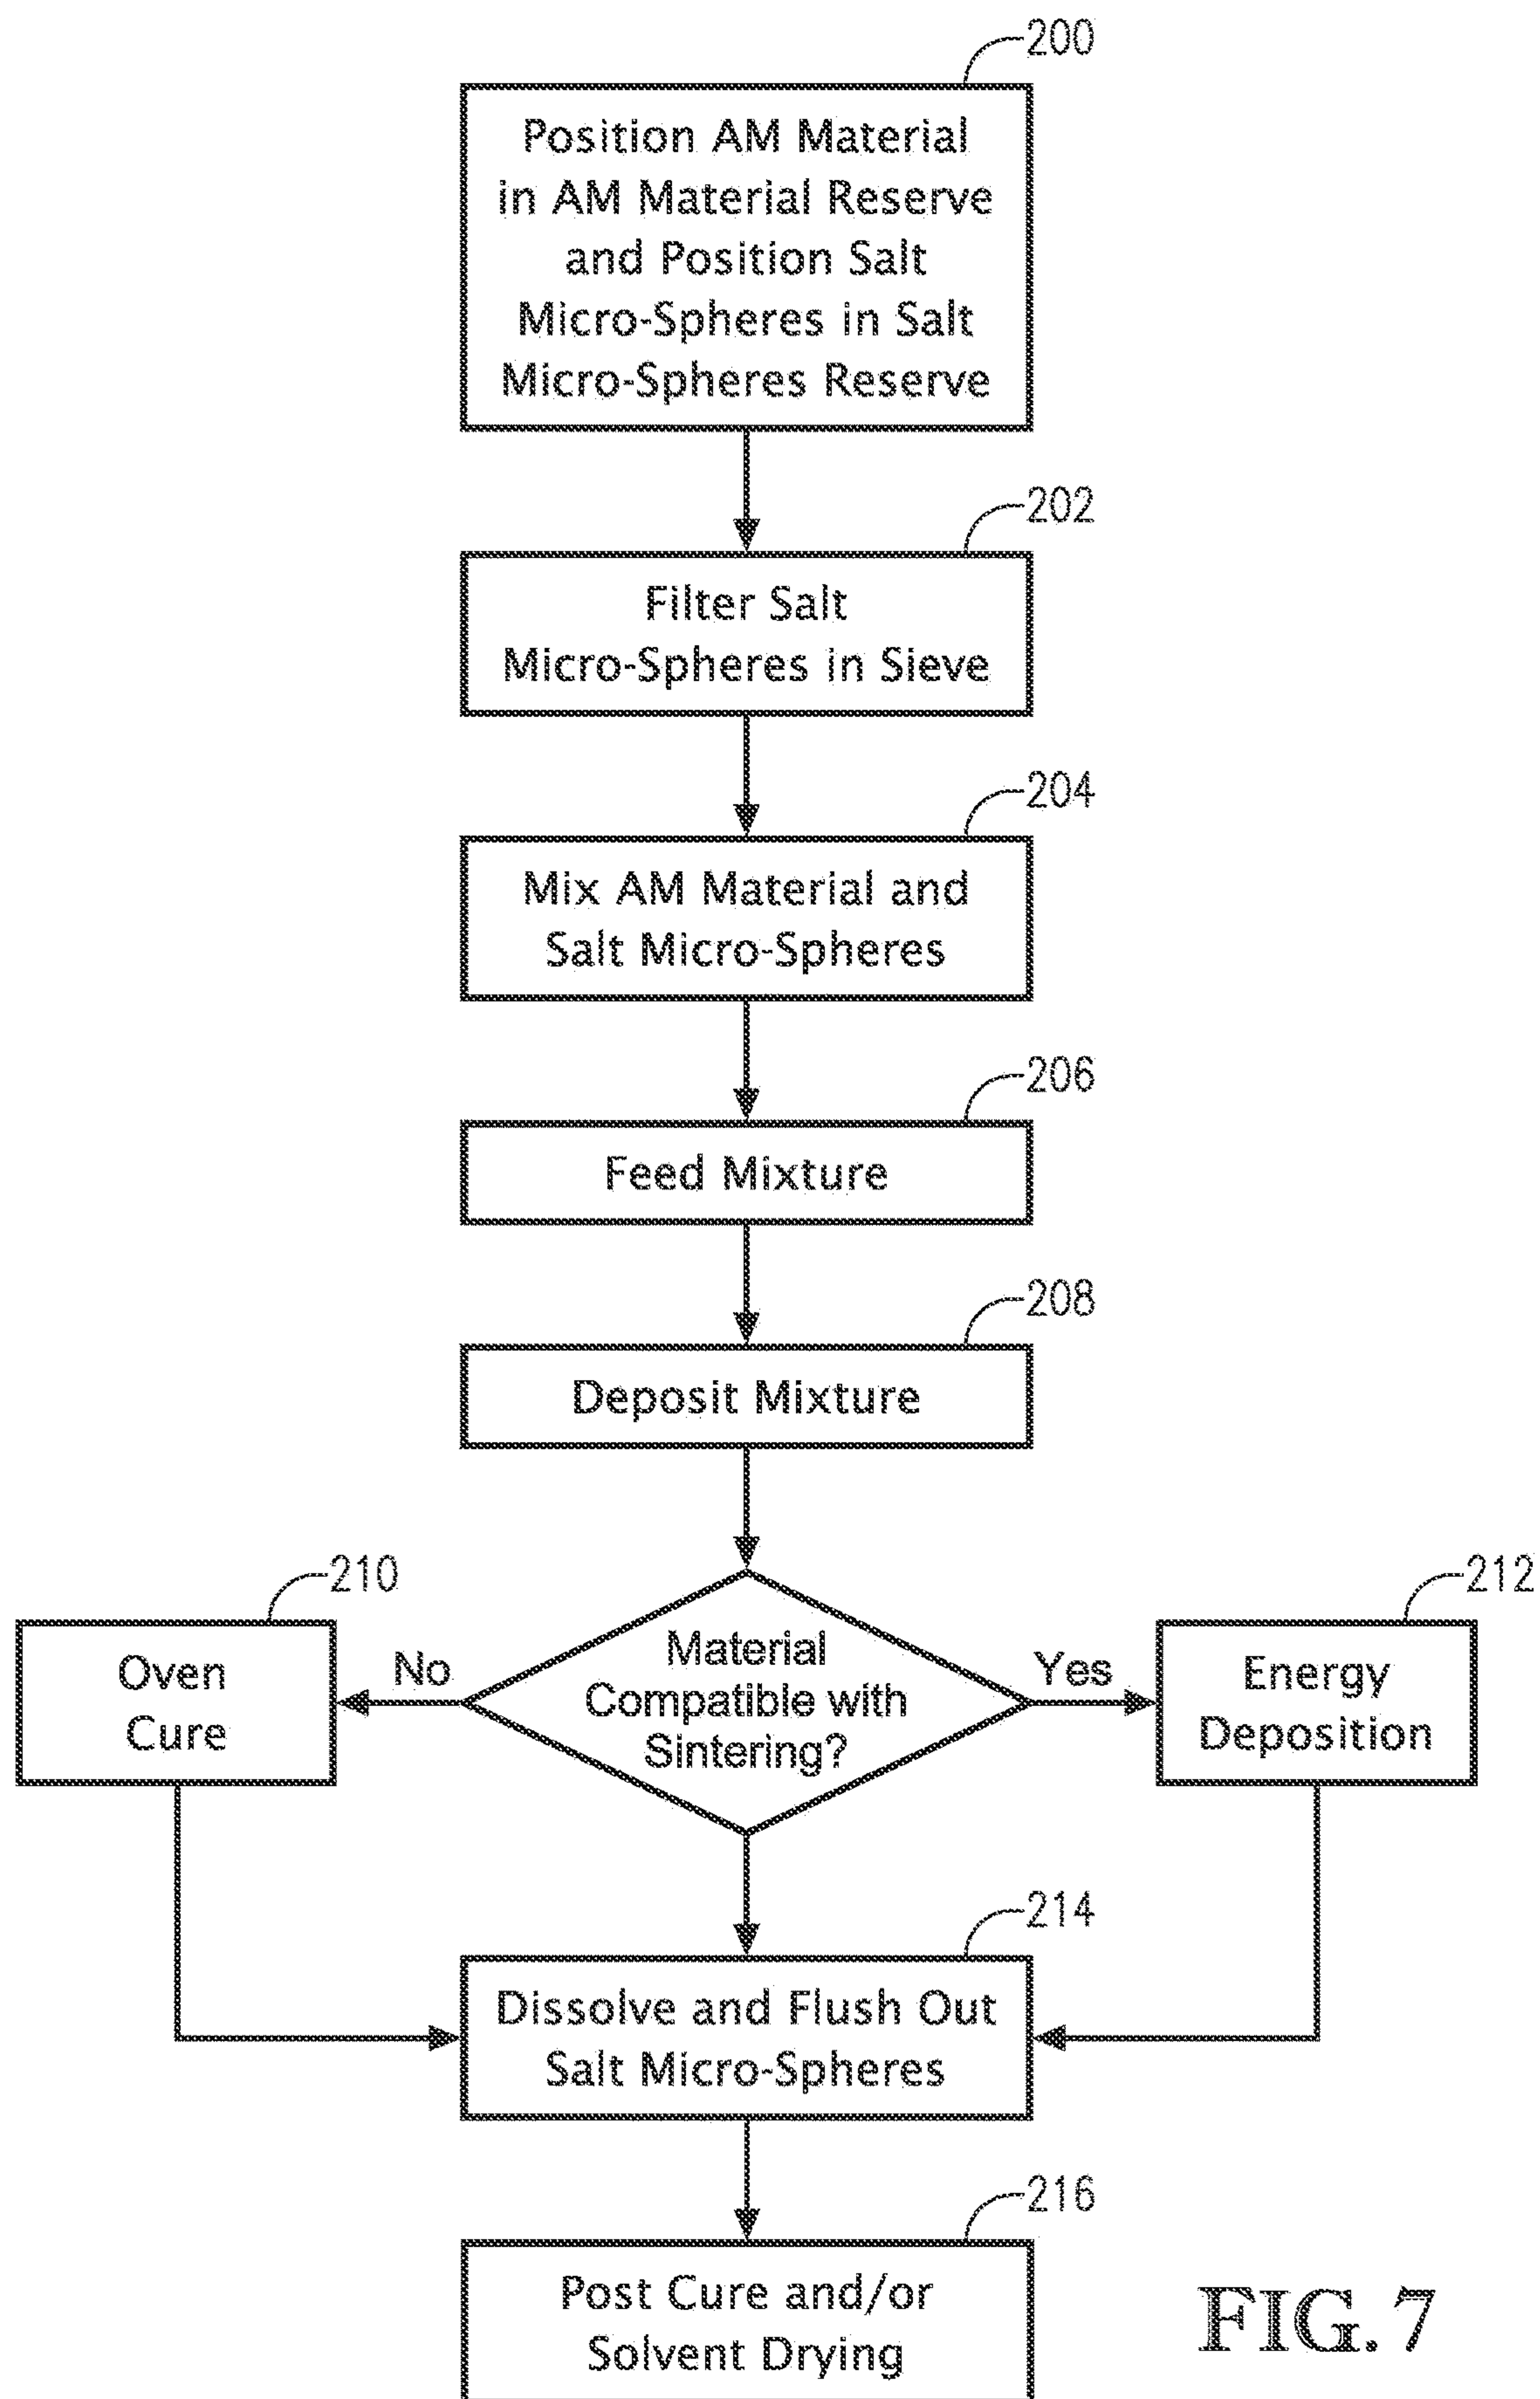 200
Position AM Material
in AM Material Reserve
and Position Salt
Micro-Spheres in Salt
Micro-Spheres Reserve
202
Filter Salt
Micro-Spheres in Sieve
204
Mix AM Material and
Salt Micro-Spheres
206
Feed Mixture
208
Deposit Mixture
210
Oven
Cure
No
Material
Compatible with
Sintering?
Yes
212
Energy
Deposition
214
Dissolve and Flush Out
Salt Micro-Spheres
216
Post Cure and/or
Solvent Drying
FIG. 7